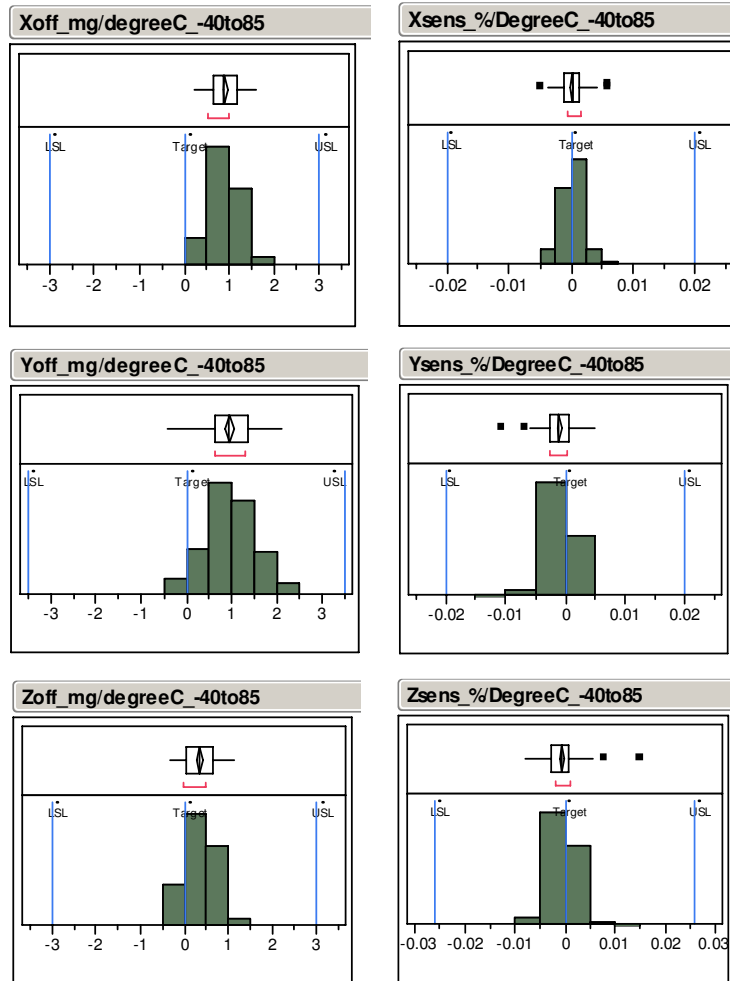 Xoff_mg/degreeC_-40to85
LSL Target USL
-3 -2 -1 0 1 2 3
Xsens_%/DegreeC_-40to85
LSL Target USL
-0.02 -0.01 0 0.01 0.02
Yoff_mg/degreeC_-40to85
LSL Target USL
-3 -2 -1 0 1 2 3
Ysens_%/DegreeC_-40to85
LSL Target USL
-0.02 -0.01 0 0.01 0.02
Zoff_mg/degreeC_-40to85
LSL Target USL
-3 -2 -1 0 1 2 3
Zsens_%/DegreeC_-40to85
LSL Target USL
-0.03 -0.02 -0.01 0 0.01 0.02 0.03